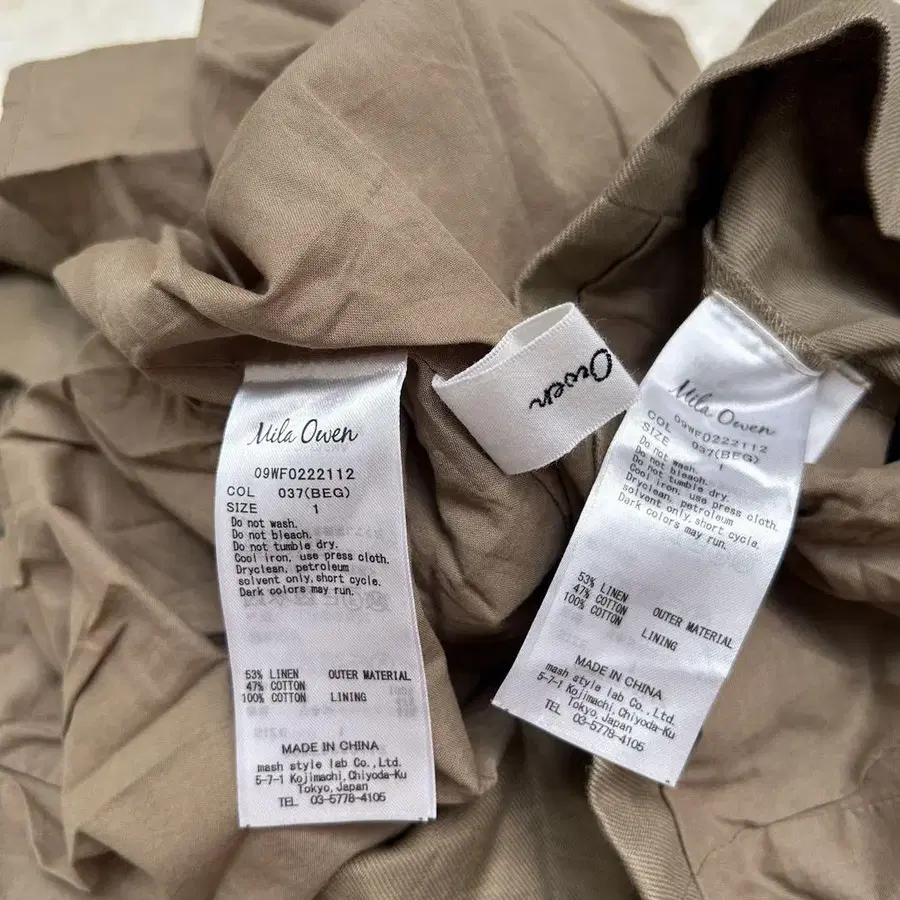 Mila Owen
09WF0222112
COL 037(BEG)
SIZE 1
Do not wash.
Do not bleach.
Do not tumble dry.
Cool iron, use press cloth.
Dryclean, petroleum
solvent only, short cycle.
Dark colors may run.
53% LINEN OUTER MATERIAL
47% COTTON
100% COTTON LINING
MADE IN CHINA
mash style lab Co., Ltd.
5-7-1 Kojimachi, Chiyoda-Ku
Tokyo, Japan
TEL 03-5778-4105
Owen
Mila Owen
09WF0222112
COL 037(BEG)
SIZE 1
Do not wash.
Do not bleach.
Do not tumble dry.
Cool iron, use press cloth.
Dryclean, petroleum
solvent only, short cycle.
Dark colors may run.
53% LINEN OUTER MATERIAL
47% COTTON
100% COTTON LINING
MADE IN CHINA
mash style lab Co., Ltd.
5-7-1 Kojimachi, Chiyoda-Ku
Tokyo, Japan
TEL 03-5778-4105